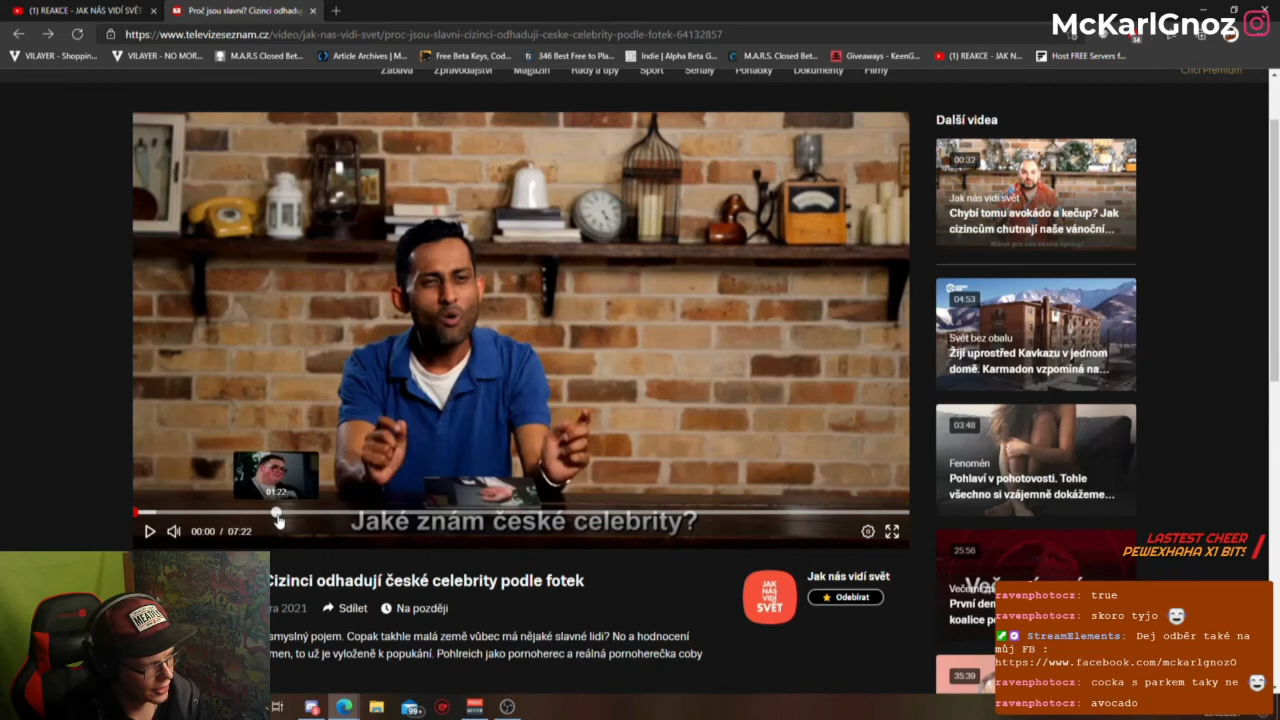 (1) REAKCE - JAK NÁS VIDÍ SVĚT
Proč jsou slavní? Cizinci odhadu
McKarlGnoz
https://www.televizeseznam.cz/video/jak-nas-vidi-svet/proc-jsou-slavni-cizinci-odhaduji-ceske-celebrity-podle-fotek-64132857
VILAYER - Shoppin...
VILAYER - NO MOR...
M.A.R.S Closed Bet...
Article Archives | M...
Free Beta Keys, Cod...
346 Best Free to Pla...
Indie | Alpha Beta G...
M.A.R.S. Closed Bet...
Giveaways - KeenG...
(1) REAKCE - JAK N...
Host FREE Servers f...
Zábava
Zpravodajství
Magazín
Rady a tipy
Sport
Seriály
Pohádky
Dokumenty
Filmy
Chci Premium
Další videa
00:32
Jak nás vidí svět
Chybí tomu avokádo a kečup? Jak
cizincům chutnají naše vánoční...
04:53
Svět bez obalu
Žijí uprostřed Kavkazu v jednom
domě. Karmadon vzpomíná na...
03:48
Fenomén
Pohlaví v pohotovosti. Tohle
všechno si vzájemně dokážeme...
25:56
První den
koalice po
35:39
01:22
00:00 / 07:22
Jaké znám české celebrity?
Cizinci odhadují české celebrity podle fotek
ra 2021
Sdílet
Na později
JAK
NÁS
VIDÍ
SVĚT
Jak nás vidí svět
Odebírat
smyslný pojem. Copak takhle malá země vůbec má nějaké slavné lidi? No a hodnocení
men, to už je vyloženě k popukání. Pohlreich jako pornoherec a reálná pornoherečka coby
LASTEST CHEER
PEWEXHAHA X1 BITS
ravenphotocz: true
ravenphotocz: skoro tyjo
StreamElements: Dej odběr také na
můj FB :
https://www.facebook.com/mckarlgnoz0
ravenphotocz: cocka s parkem taky ne
ravenphotocz: avocado
99+